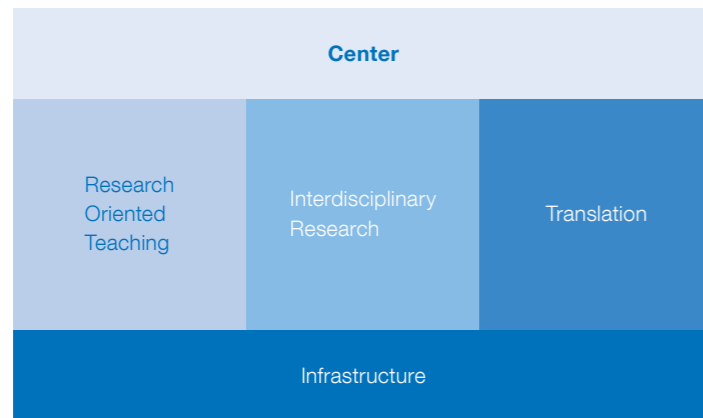 Center
Research
Oriented
Teaching
Interdisciplinary
Research
Translation
Infrastructure